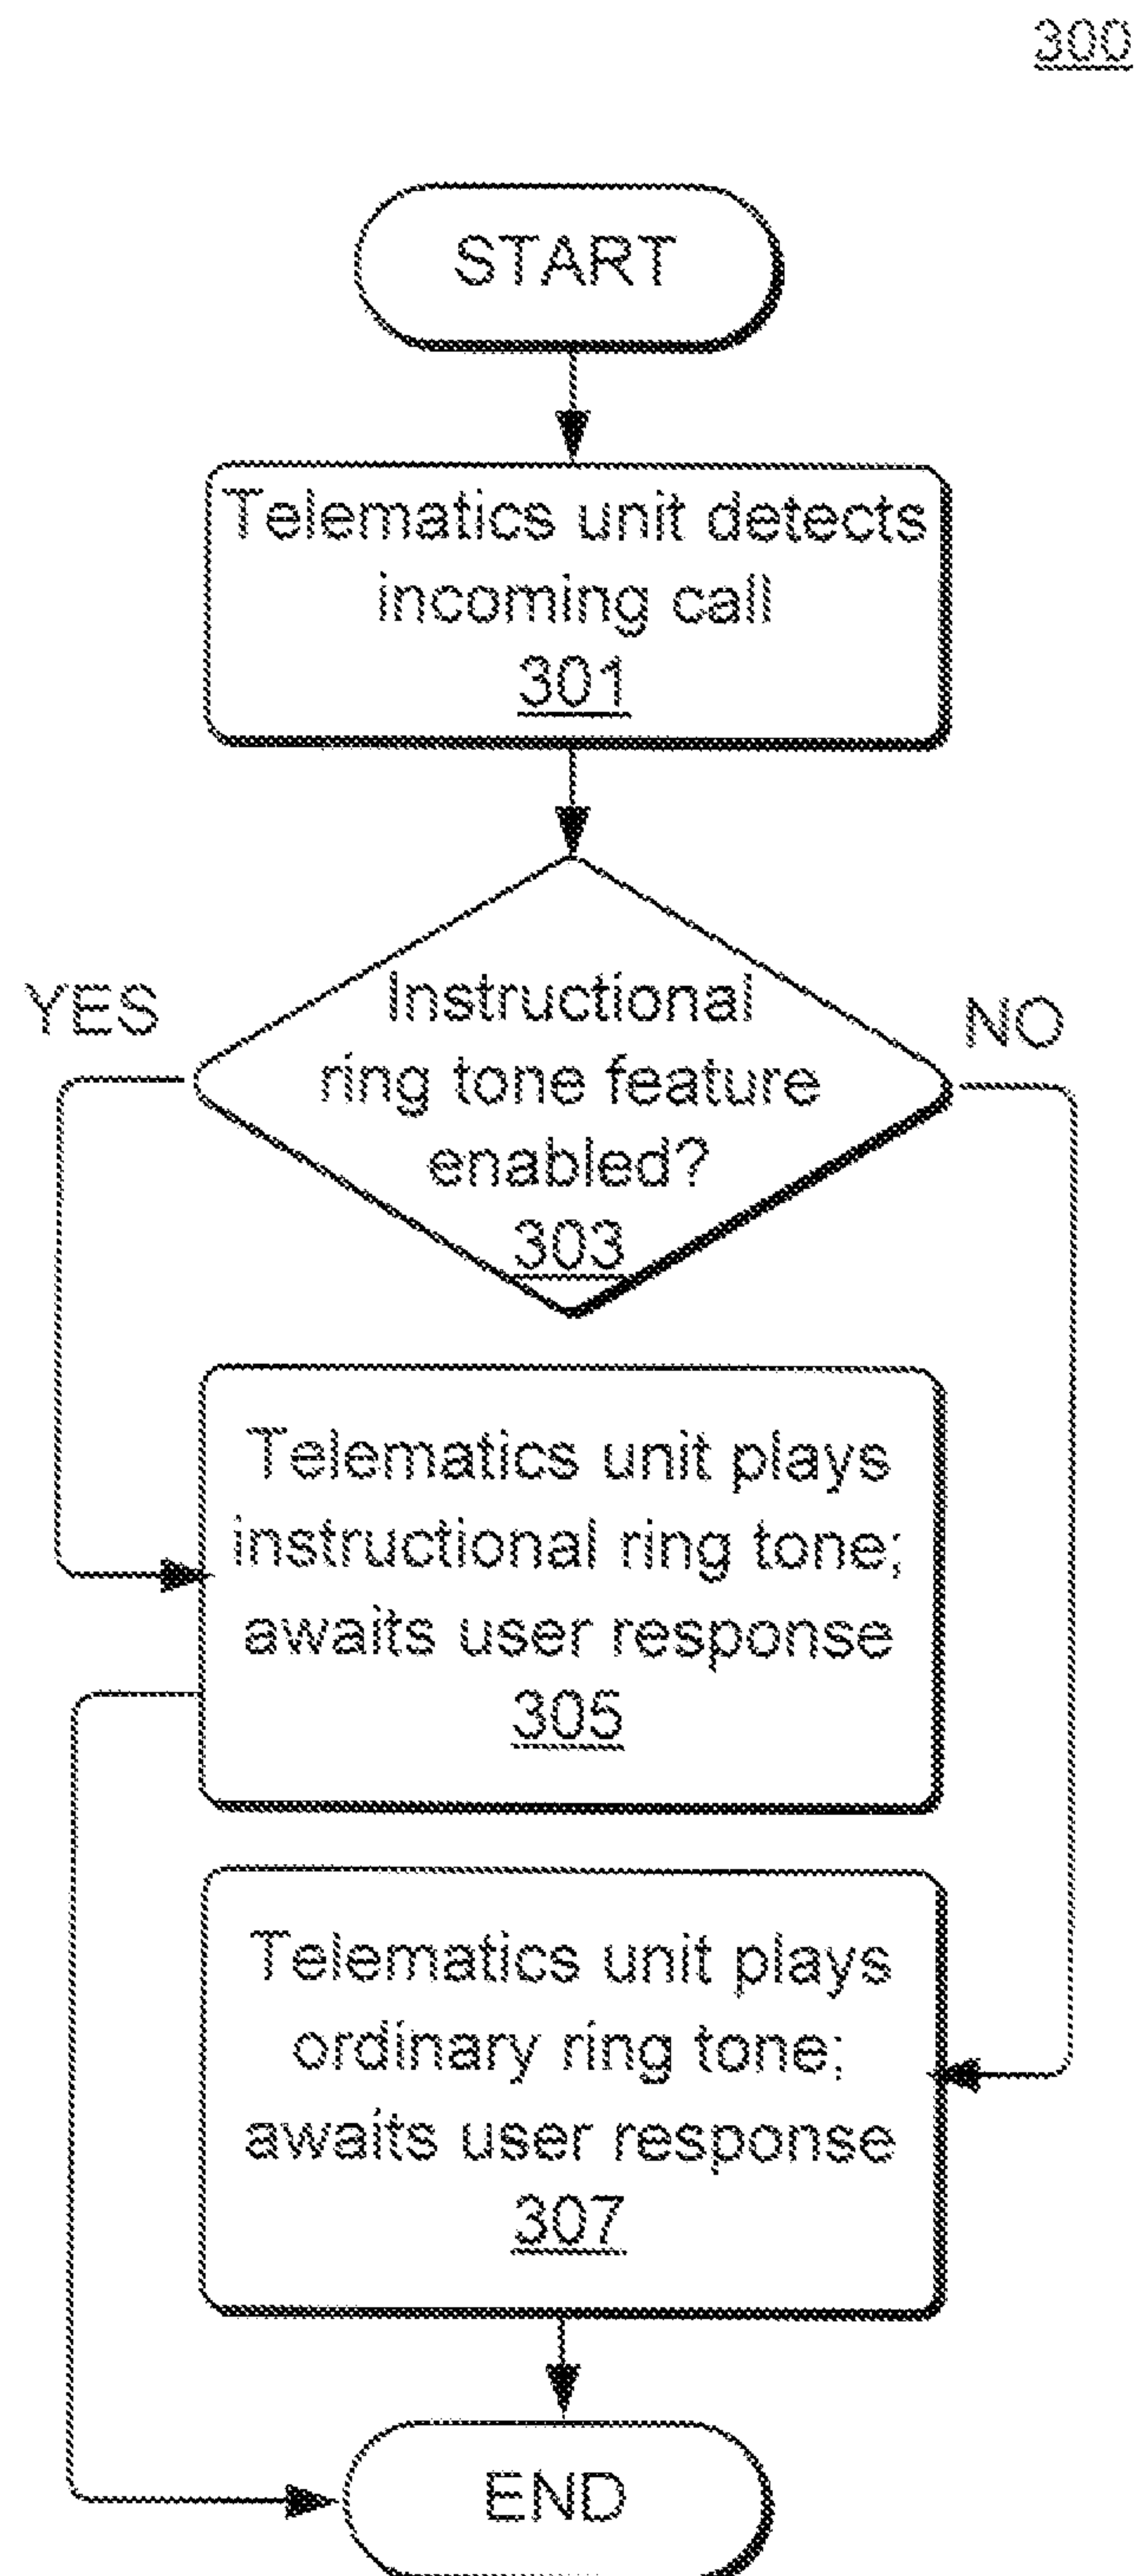 300
START
Telematics unit detects
incoming call
301
YES
NO
Instructional
ring tone feature
enabled?
303
Telematics unit plays
instructional ring tone;
awaits user response
305
Telematics unit plays
ordinary ring tone;
awaits user response
307
END